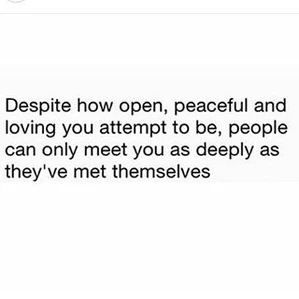 Despite how open, peaceful and
loving you attempt to be, people
can only meet you as deeply as
they've met themselves